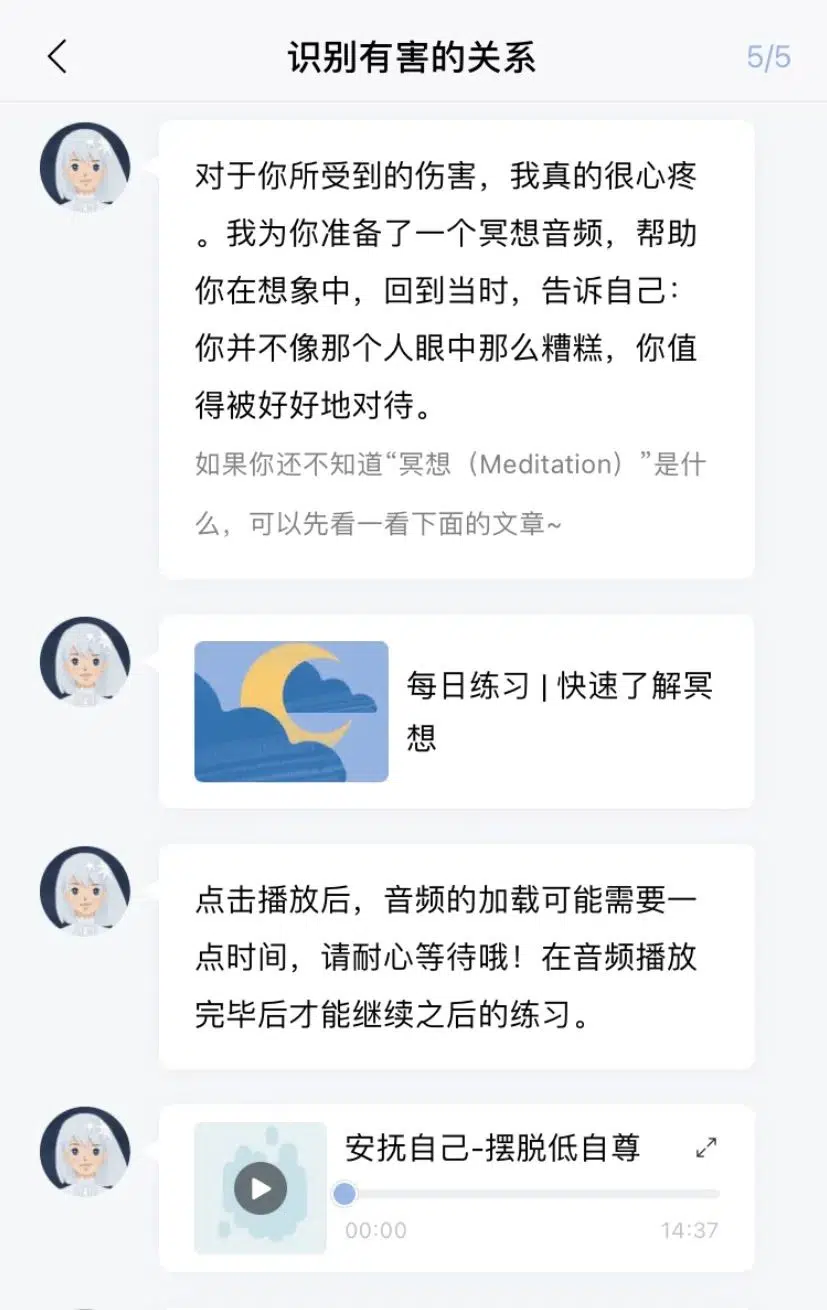 识别有害的关系
5/5
对于你所受到的伤害，我真的很心疼
。我为你准备了一个冥想音频，帮助
你在想象中，回到当时，告诉自己：
你并不像那个人眼中那么糟糕，你值
得被好好地对待。
如果你还不知道“冥想（Meditation）”是什
么，可以先看一看下面的文章~
每日练习 | 快速了解冥
想
点击播放后，音频的加载可能需要一
点时间，请耐心等待哦！在音频播放
完毕后才能继续之后的练习。
安抚自己-摆脱低自尊
00:00
14:37